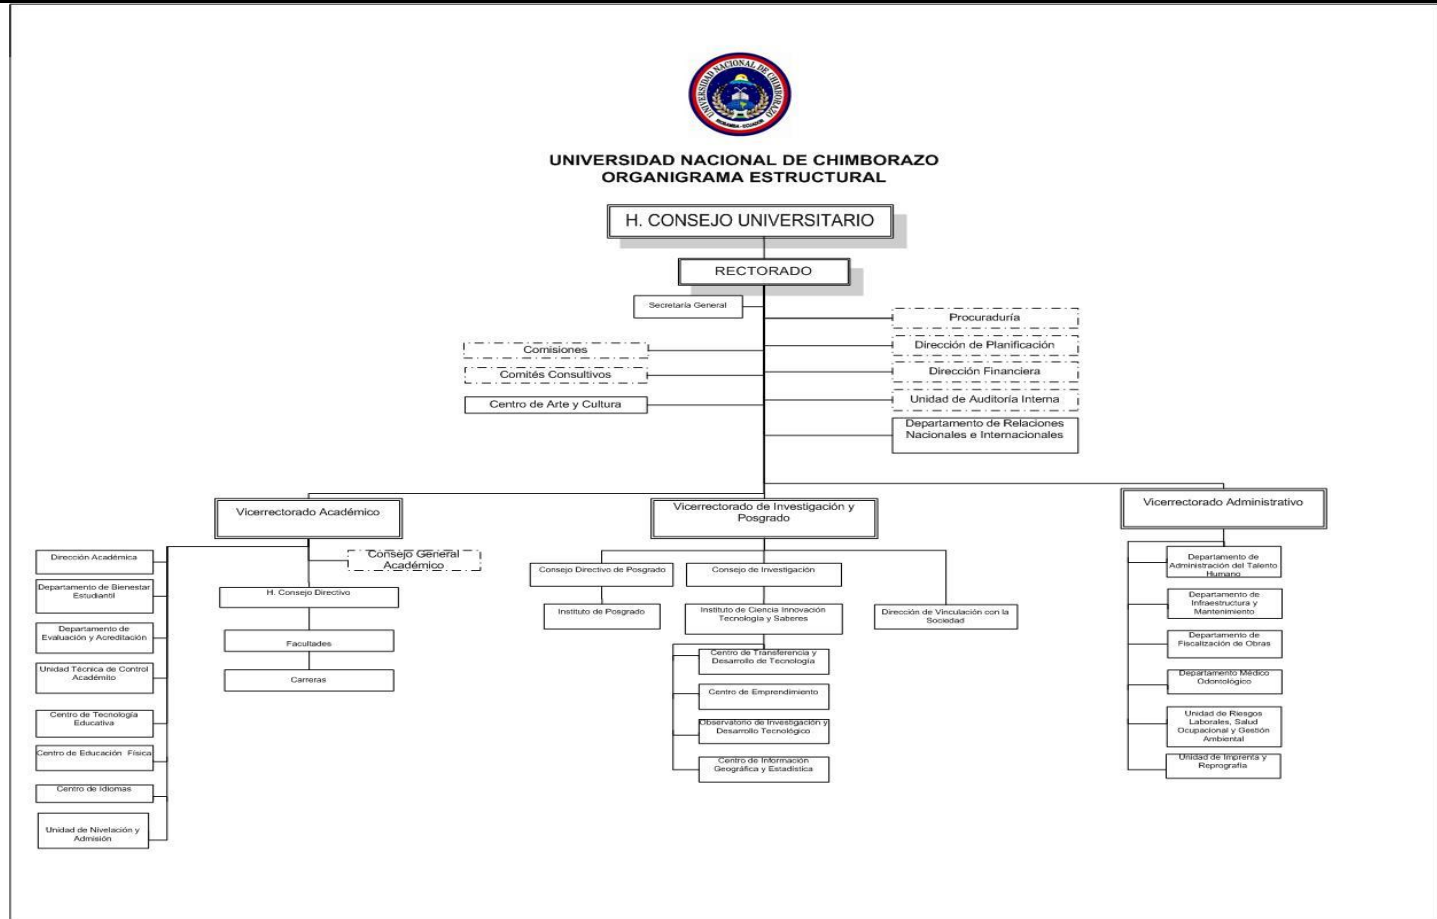 UNIVERSIDAD NACIONAL DE CHIMBORAZO
RIOBAMBA - ECUADOR
UNIVERSIDAD NACIONAL DE CHIMBORAZO
ORGANIGRAMA ESTRUCTURAL
H. CONSEJO UNIVERSITARIO
RECTORADO
Secretaría General
Procuraduría
Comisiones
Dirección de Planificación
Comités Consultivos
Dirección Financiera
Centro de Arte y Cultura
Unidad de Auditoría Interna
Departamento de Relaciones
Nacionales e Internacionales
Vicerrectorado Académico
Dirección Académica
Departamento de Bienestar
Estudiantil
Departamento de
Evaluación y Acreditación
Unidad Técnica de Control
Académito
Centro de Tecnología
Educativa
Centro de Educación Física
Centro de Idiomas
Unidad de Nivelación y
Admisión
Consejo General
Académico
H. Consejo Directivo
Facultades
Carreras
Vicerrectorado de Investigación y
Posgrado
Consejo Directivo de Posgrado
Instituto de Posgrado
Consejo de Investigación
Instituto de Ciencia Innovación
Tecnología y Saberes
Centro de Transferencia y
Desarrollo de Tecnología
Centro de Emprendimiento
Observatorio de Investigación y
Desarrollo Tecnológico
Centro de Información
Geográfica y Estadística
Dirección de Vinculación con la
Sociedad
Vicerrectorado Administrativo
Departamento de
Administración del Talento
Humano
Departamento de
Infraestructura y
Mantenimiento
Departamento de
Fiscalización de Obras
Departamento Médico
Odontológico
Unidad de Riesgos
Laborales, Salud
Ocupacional y Gestión
Ambiental
Unidad de Imprenta y
Reprografía